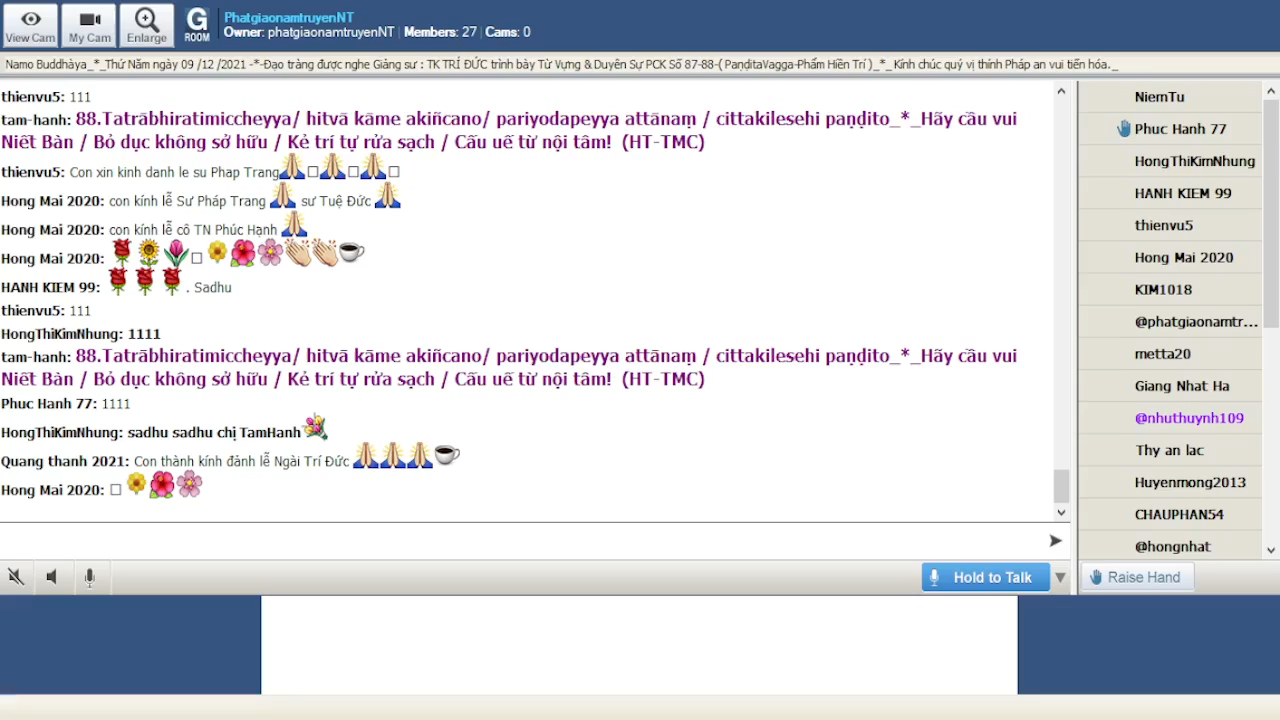 View Cam
My Cam
Enlarge
G
ROOM
PhatgiaonamtruyenNT
Owner: phatgiaonamtruyenNT | Members: 27 | Cams: 0
Namo Buddhàya_*_Thứ Năm ngày 09 /12 /2021 -*-Đạo tràng được nghe Giảng sư : TK TRÍ ĐỨC trình bày Từ Vựng & Duyên Sự PCK Số 87-88-( PaṇḍitaVagga-Phẩm Hiền Trí )_*_ Kính chúc quý vị thính Pháp an vui tiến hóa._
thienvu5: 111
tam-hanh: 88.Tatrābhiratimiccheyya/ hitvā kāme akiñcano/ pariyodapeyya attānaṃ / cittakilesehi paṇḍito_*_Hãy cầu vui
Niết Bàn / Bỏ dục không sở hữu / Kẻ trí tự rửa sạch / Cấu uế từ nội tâm!  (HT-TMC)
thienvu5: Con xin kinh danh le su Phap Trang
Hong Mai 2020: con kính lễ Sư Pháp Trang sư Tuệ Đức
Hong Mai 2020: con kính lễ cô TN Phúc Hạnh
Hong Mai 2020:
HANH KIEM 99: . Sadhu
thienvu5: 111
HongThiKimNhung: 1111
tam-hanh: 88.Tatrābhiratimiccheyya/ hitvā kāme akiñcano/ pariyodapeyya attānaṃ / cittakilesehi paṇḍito_*_Hãy cầu vui
Niết Bàn / Bỏ dục không sở hữu / Kẻ trí tự rửa sạch / Cấu uế từ nội tâm!  (HT-TMC)
Phuc Hanh 77: 1111
HongThiKimNhung: sadhu sadhu chị TamHanh
Quang thanh 2021: Con thành kính đảnh lễ Ngài Trí Đức
Hong Mai 2020:
NiemTu
Phuc Hanh 77
HongThiKimNhung
HANH KIEM 99
thienvu5
Hong Mai 2020
KIM1018
@phatgiaonamtr...
metta20
Giang Nhat Ha
@nhuthuynh109
Thy an lac
Huyenmong2013
CHAUPHAN54
@hongnhat
Hold to Talk
Raise Hand